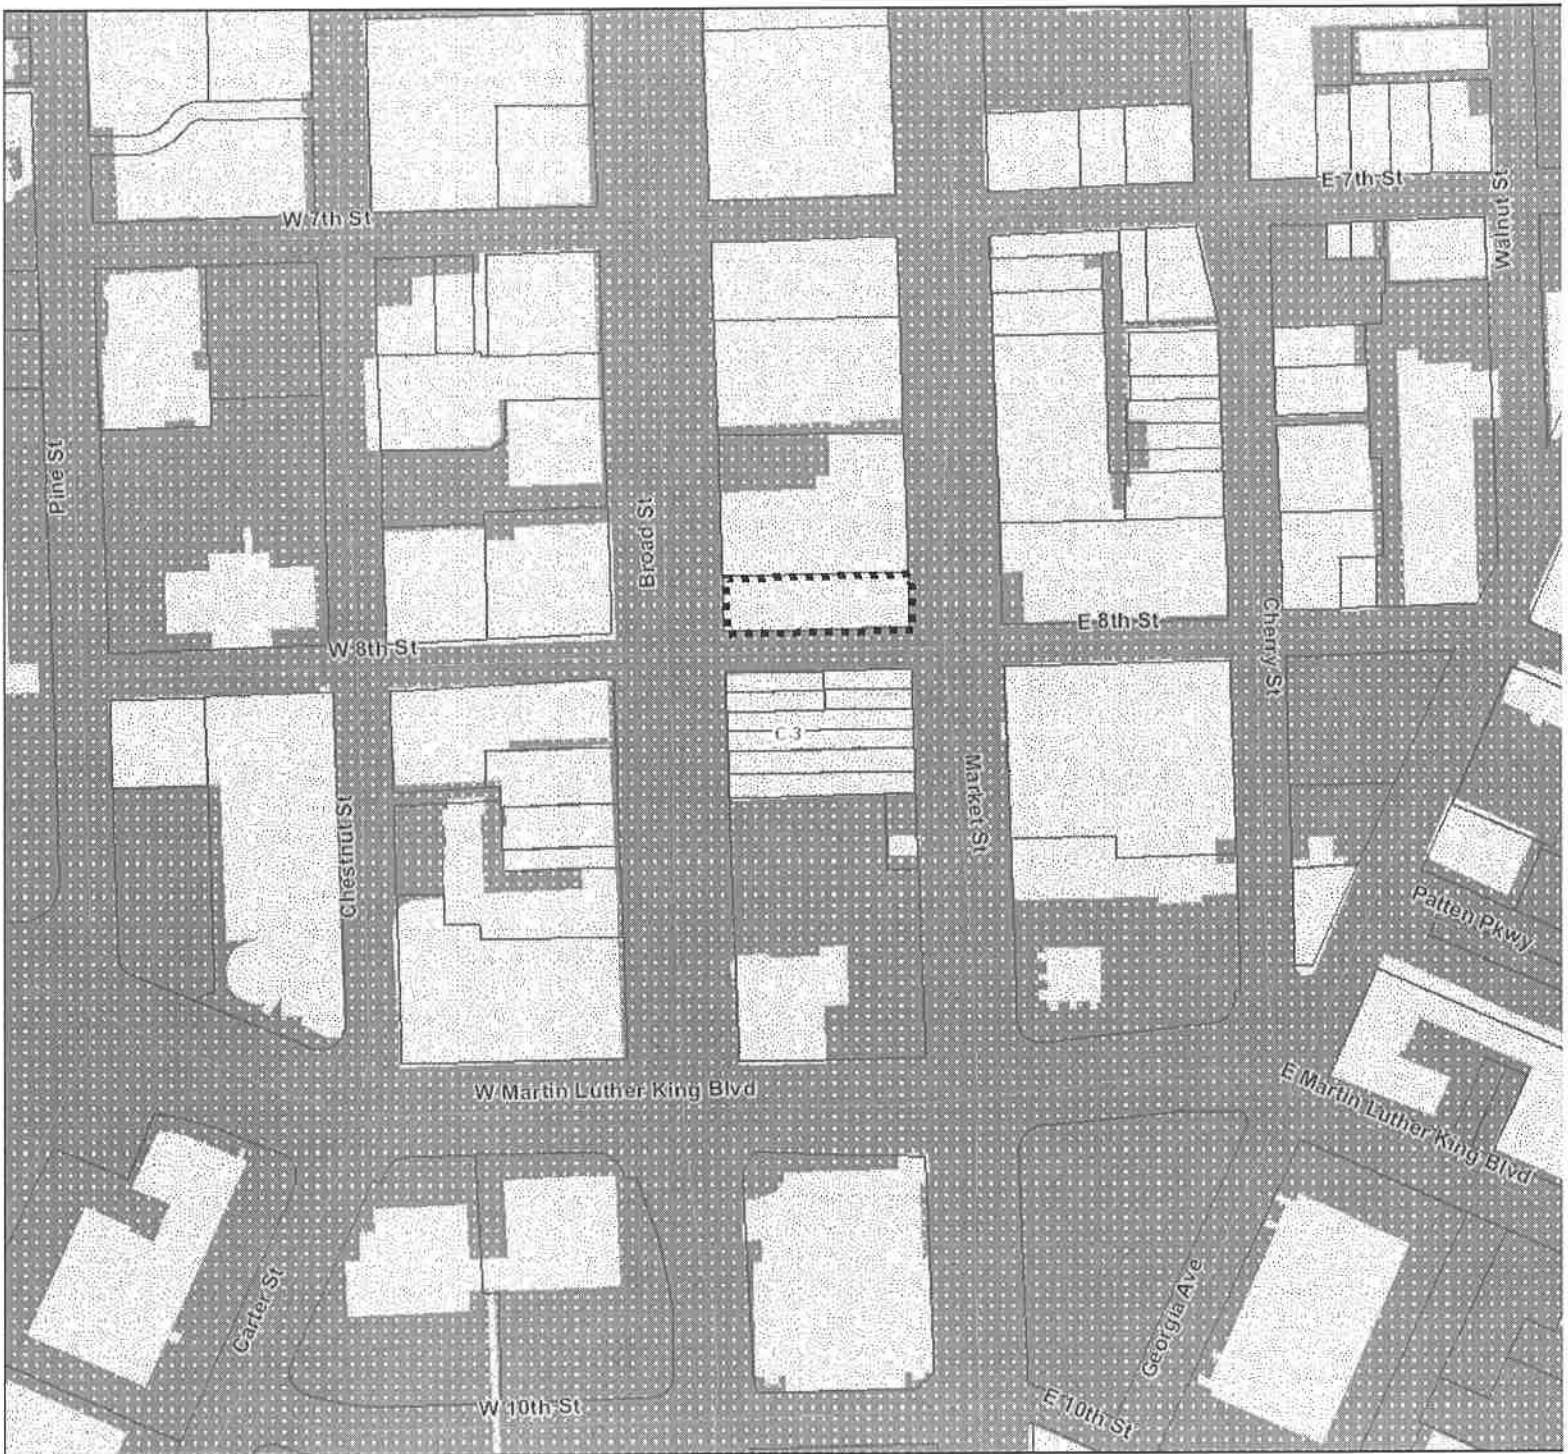 E 7th St
W 7th St
Walnut St
Pine St
Broad St
E 8th St
W 8th St
Cherry St
C 3
Market St
Chestnut St
Patten Pkwy
W Martin Luther King Blvd
E Martin Luther King Blvd
Carter St
Georgia Ave
W 10th St
E 10th St